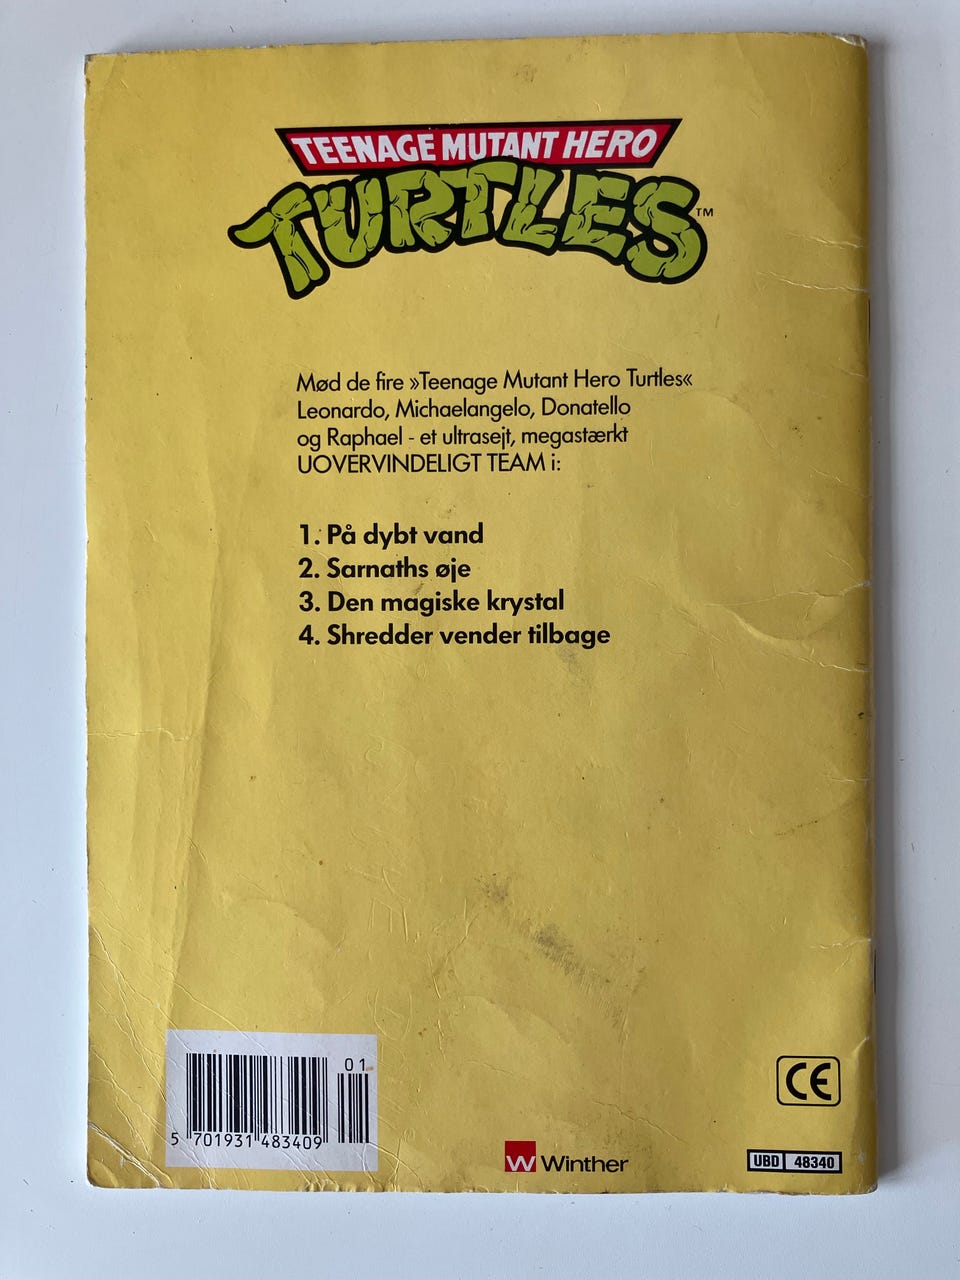 TEENAGE MUTANT HERO
TURTLES™
Mød de fire »Teenage Mutant Hero Turtles«
Leonardo, Michaelangelo, Donatello
og Raphael - et ultrasejt, megastærkt
UOVERVINDELIGT TEAM i:
1. På dybt vand
2. Sarnaths øje
3. Den magiske krystal
4. Shredder vender tilbage
01
5 701931 483409
W Winther
CE
UBD 48340